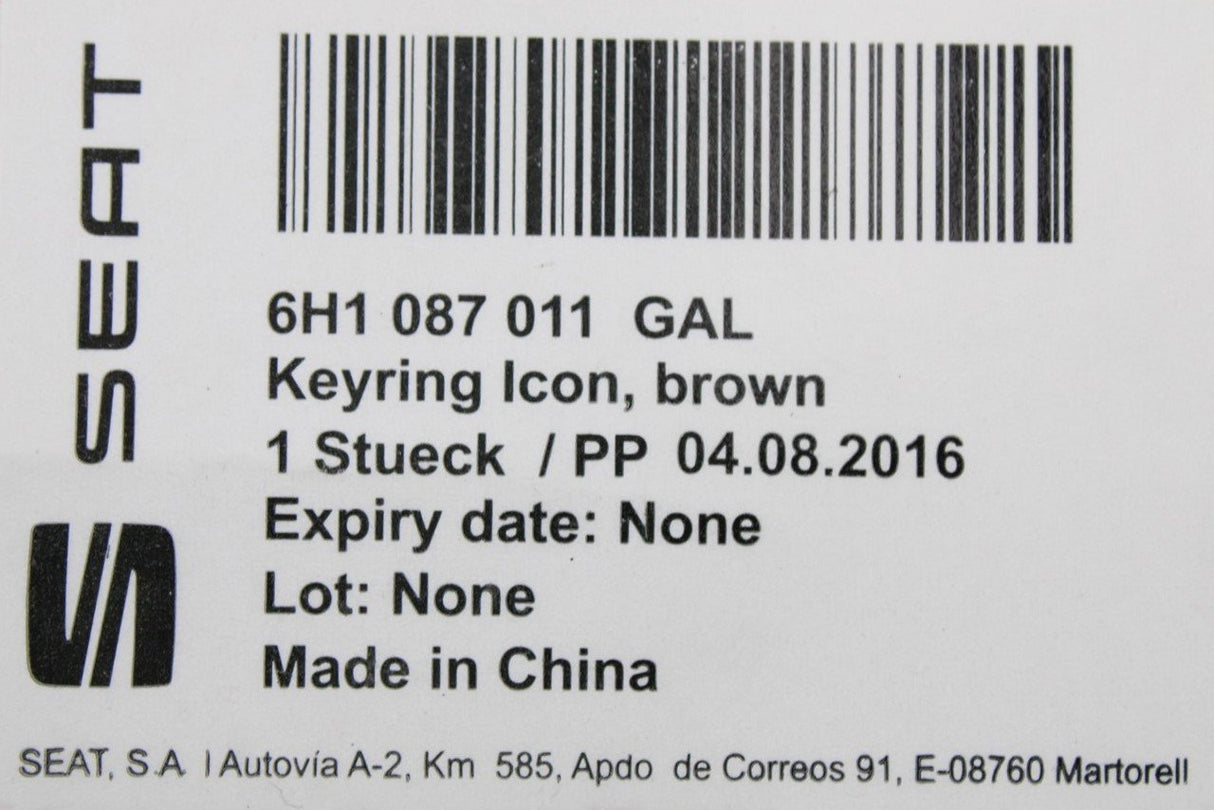 SEAT
6H1 087 011 GAL
Keyring Icon, brown
1 Stueck / PP 04.08.2016
Expiry date: None
Lot: None
Made in China
SEAT, S.A. | Autovía A-2, Km 585, Apdo de Correos 91, E-08760 Martorell